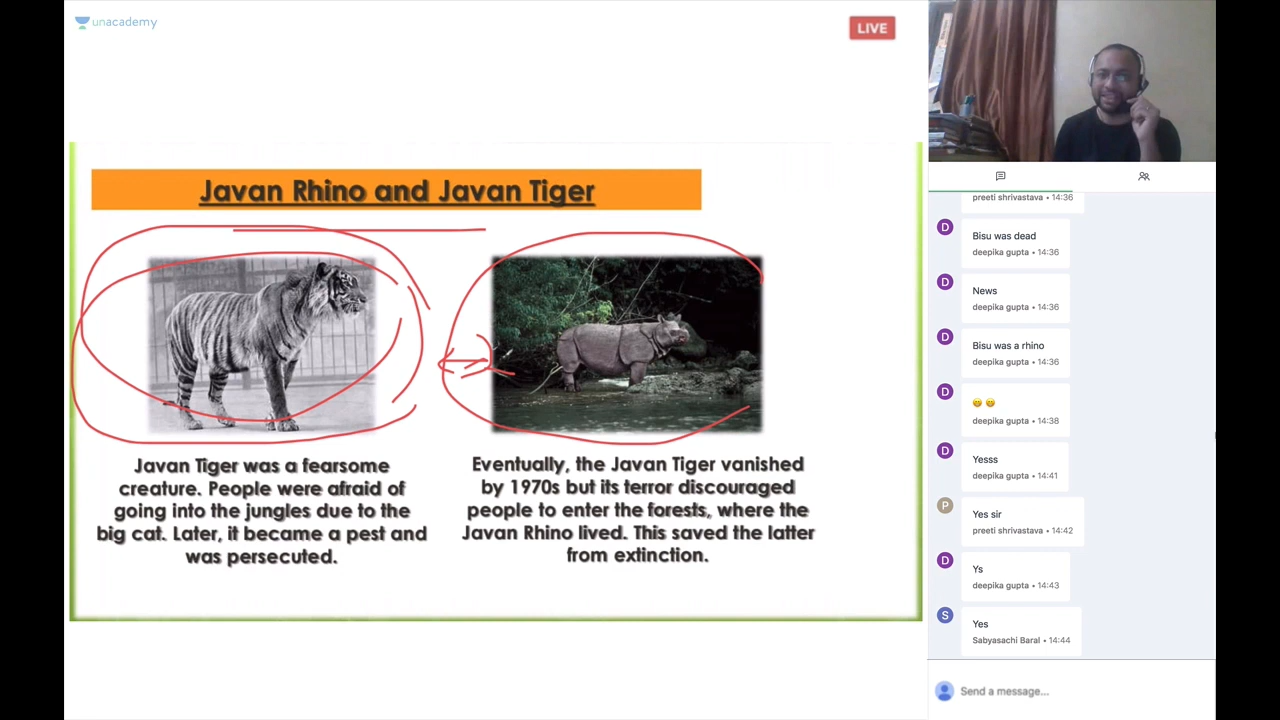 unacademy
LIVE
Javan Rhino and Javan Tiger
Javan Tiger was a fearsome
creature. People were afraid of
going into the jungles due to the
big cat. Later, it became a pest and
was persecuted.
Eventually, the Javan Tiger vanished
by 1970s but its terror discouraged
people to enter the forests, where the
Javan Rhino lived. This saved the latter
from extinction.
preeti shrivastava • 14:36
D
Bisu was dead
deepika gupta • 14:36
D
News
deepika gupta • 14:36
D
Bisu was a rhino
deepika gupta • 14:36
D
😄 😄
deepika gupta • 14:38
D
Yesss
deepika gupta • 14:41
P
Yes sir
preeti shrivastava • 14:42
D
Ys
deepika gupta • 14:43
S
Yes
Sabyasachi Baral • 14:44
Send a message...